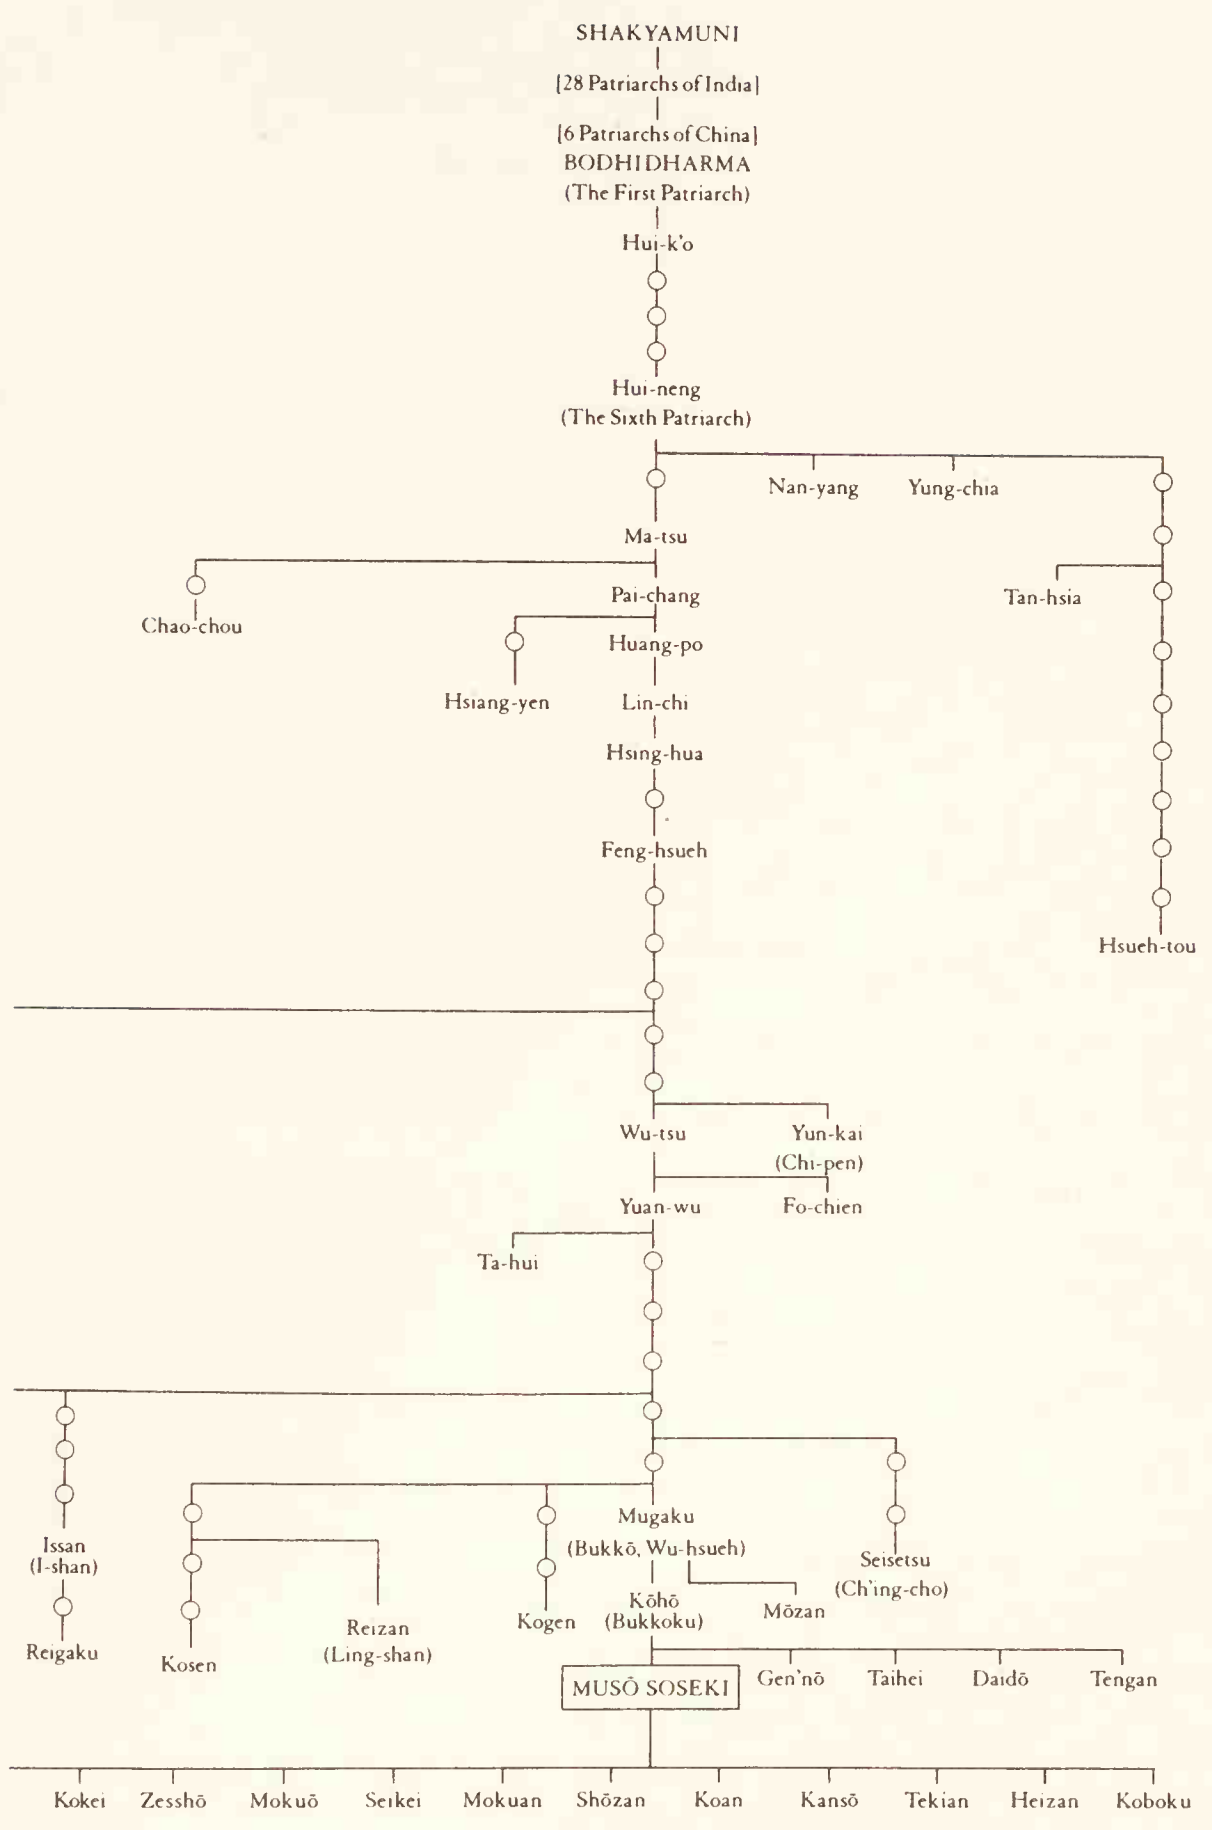 SHAKYAMUNI
[28 Patriarchs of India]
[6 Patriarchs of China]
BODHIDHARMA
(The First Patriarch)
Hui-k'o
Hui-neng
(The Sixth Patriarch)
Nan-yang
Yung-chia
Ma-tsu
Pai-chang
Tan-hsia
Chao-chou
Huang-po
Hsiang-yen
Lin-chi
Hsing-hua
Feng-hsueh
Hsueh-tou
Wu-tsu
Yun-kai
(Chi-pen)
Yuan-wu
Fo-chien
Ta-hui
Mugaku
(Bukkō, Wu-hsueh)
Issan
(I-shan)
Seisetsu
(Ch'ing-cho)
Kōhō
(Bukkoku)
Mōzan
Kogen
Reizan
(Ling-shan)
Reigaku
Kosen
MUSŌ SOSEKI
Gen'nō
Taihei
Daidō
Tengan
Kokei
Zesshō
Mokuō
Seikei
Mokuan
Shōzan
Koan
Kansō
Tekian
Heizan
Koboku